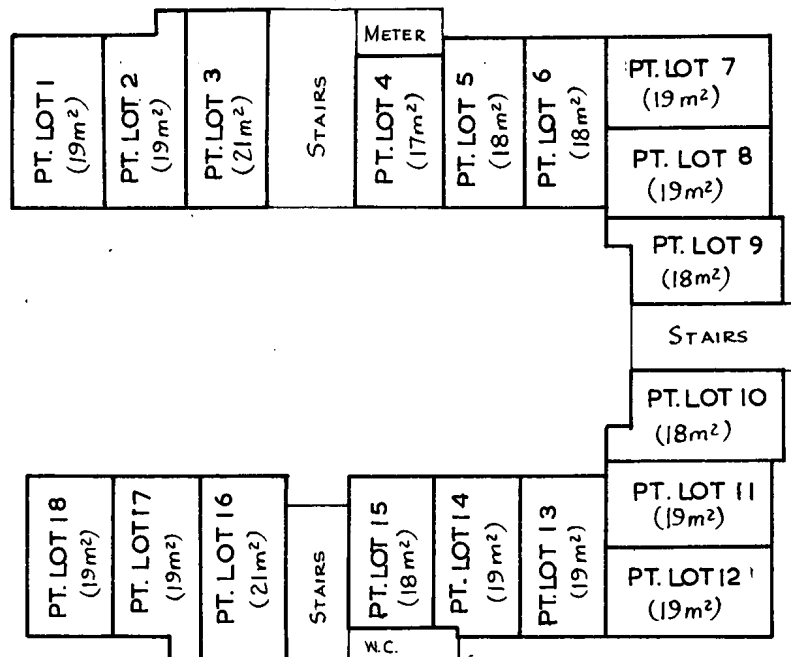 PT. LOT 1
(19m²)
PT. LOT 2
(19m²)
PT. LOT 3
(21m²)
STAIRS
METER
PT. LOT 4
(17m²)
PT. LOT 5
(18m²)
PT. LOT 6
(18m²)
PT. LOT 7
(19m²)
PT. LOT 8
(19m²)
PT. LOT 9
(18m²)
STAIRS
PT. LOT 10
(18m²)
PT. LOT 11
(19m²)
PT. LOT 12
(19m²)
PT. LOT 18
(19m²)
PT. LOT 17
(19m²)
PT. LOT 16
(21m²)
STAIRS
PT. LOT 15
(18m²)
PT. LOT 14
(19m²)
PT. LOT 13
(19m²)
W.C.